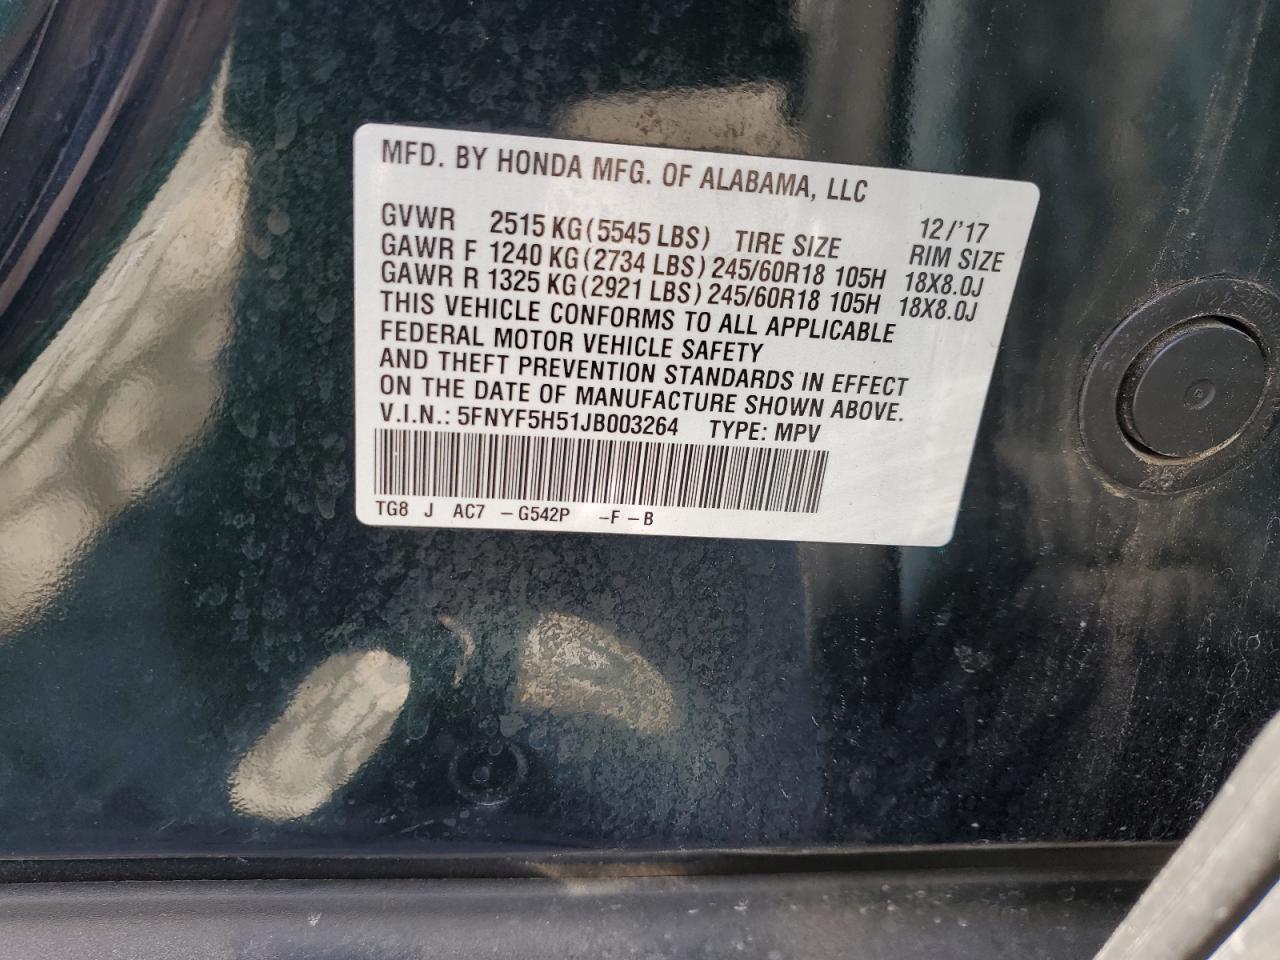 MFD. BY HONDA MFG. OF ALABAMA, LLC
12/'17
GVWR 2515 KG (5545 LBS) TIRE SIZE RIM SIZE
GAWR F 1240 KG (2734 LBS) 245/60R18 105H 18X8.0J
GAWR R 1325 KG (2921 LBS) 245/60R18 105H 18X8.0J
THIS VEHICLE CONFORMS TO ALL APPLICABLE
FEDERAL MOTOR VEHICLE SAFETY
AND THEFT PREVENTION STANDARDS IN EFFECT
ON THE DATE OF MANUFACTURE SHOWN ABOVE.
V.I.N.: 5FNYF5H51JB003264 TYPE: MPV
TG8 J AC7 -G542P -F-B